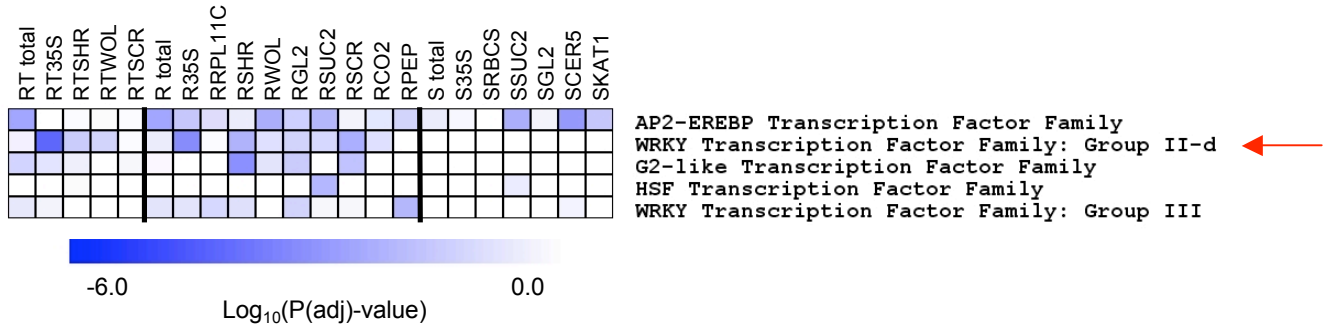 RT total
RT35S
RTSHR
RTWOL
RTSCR
R total
R35S
RRPL11C
RSHR
RWOL
RGL2
RSUC2
RSCR
RCO2
RPEP
S total
S35S
SRBCS
SSUC2
SGL2
SCER5
SKAT1
AP2-EREBP Transcription Factor Family
WRKY Transcription Factor Family: Group II-d
G2-like Transcription Factor Family
HSF Transcription Factor Family
WRKY Transcription Factor Family: Group III
-6.0 0.0
Log₁₀(P(adj)-value)